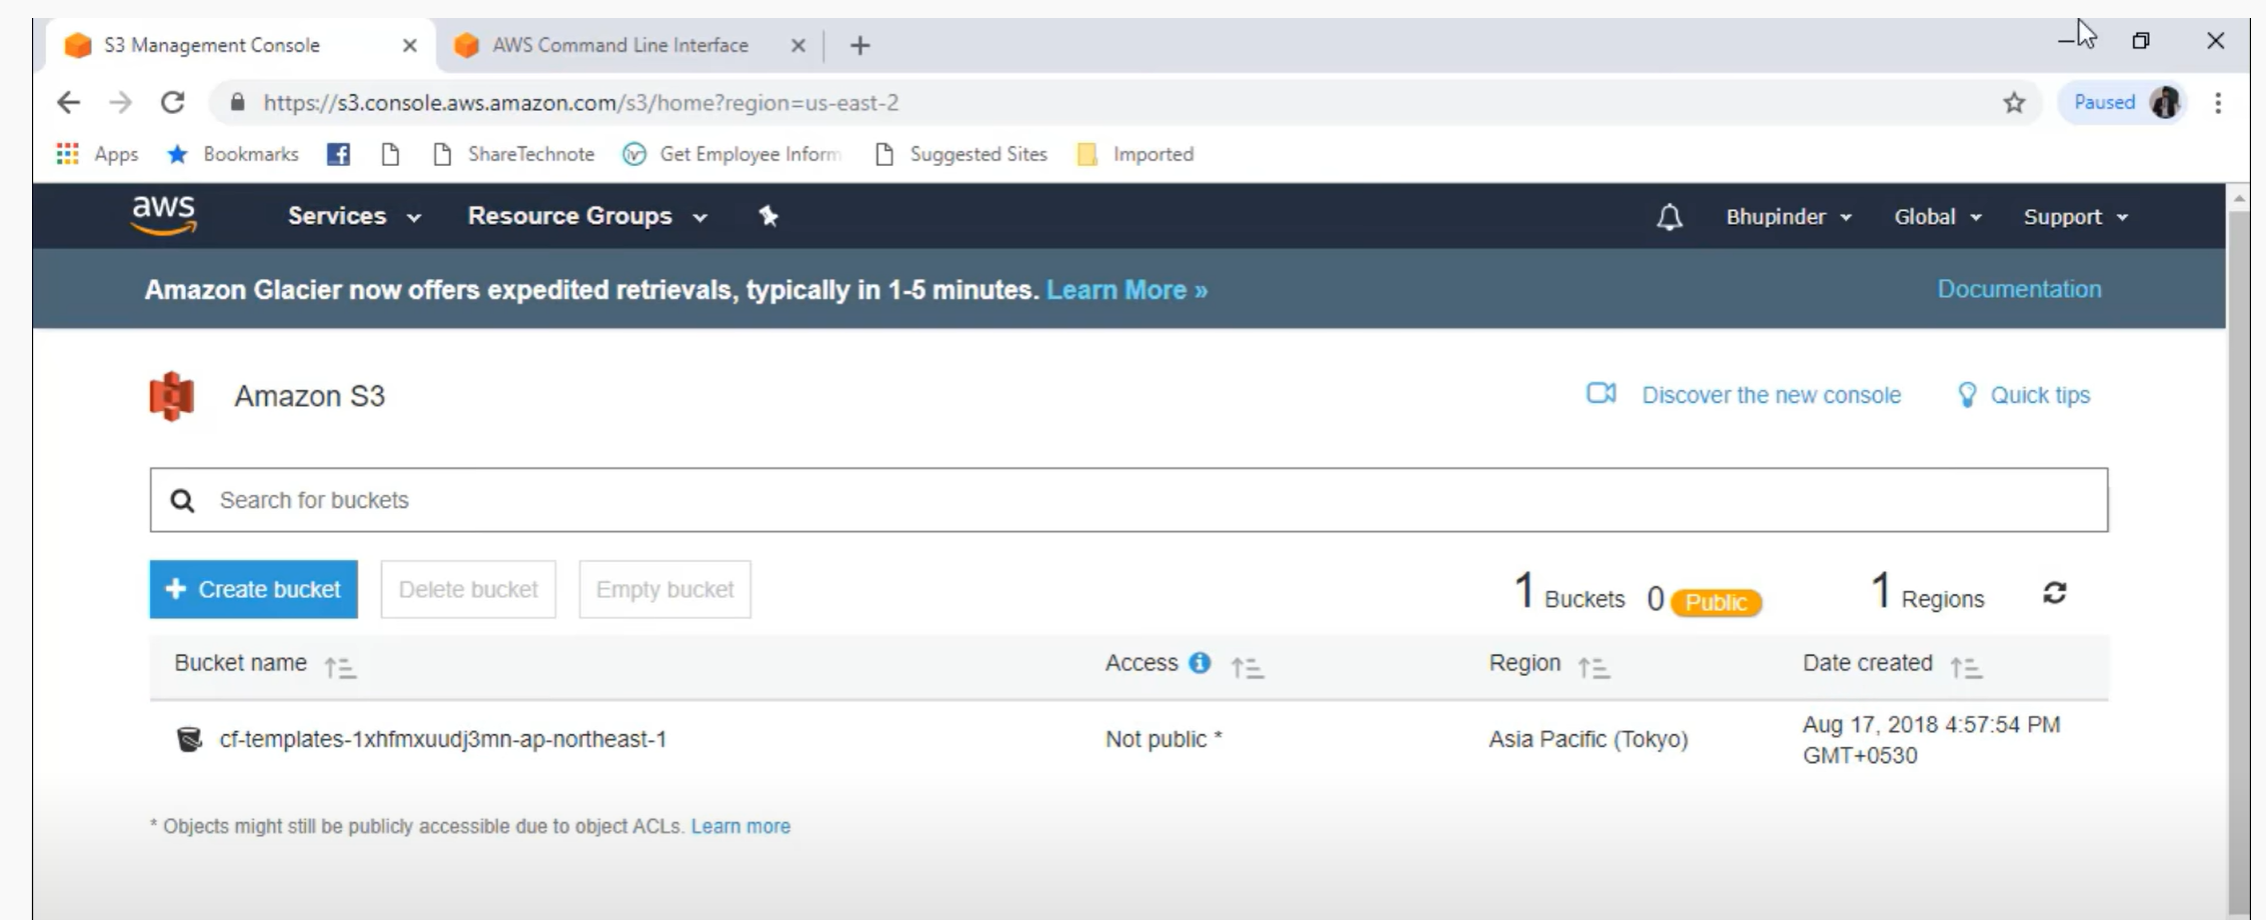 S3 Management Console AWS Command Line Interface
https://s3.console.aws.amazon.com/s3/home?region=us-east-2 Paused
Apps Bookmarks ShareTechnote Get Employee Inform Suggested Sites Imported
aws Services Resource Groups Bhupinder Global Support
Amazon Glacier now offers expedited retrievals, typically in 1-5 minutes. Learn More » Documentation
Amazon S3 Discover the new console Quick tips
Search for buckets
+ Create bucket Delete bucket Empty bucket 1 Buckets 0 Public 1 Regions
Bucket name Access Region Date created
cf-templates-1xhfmxuudj3mn-ap-northeast-1 Not public * Asia Pacific (Tokyo) Aug 17, 2018 4:57:54 PM
GMT+0530
* Objects might still be publicly accessible due to object ACLs. Learn more